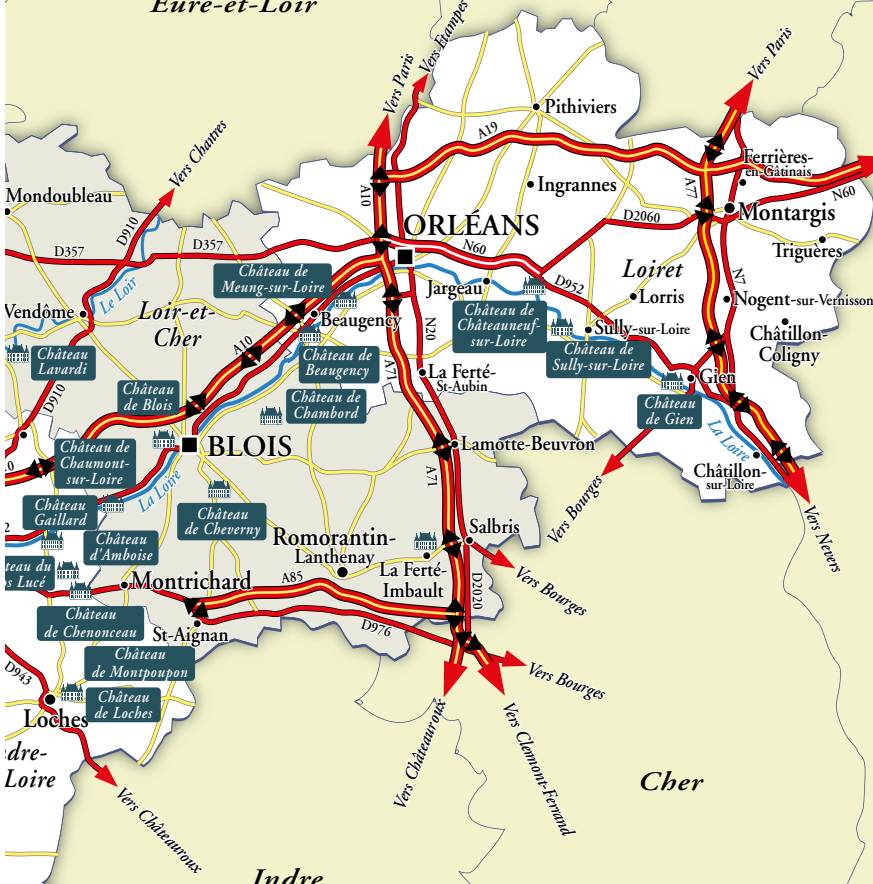 Eure-et-Loir
Vers Paris
Vers Etampes
Vers Paris
Pithiviers
A19
Vers Chartres
Ferrières-
en-Gâtinais
Mondoubleau
A10
Ingrannes
A77
N60
D910
ORLÉANS
D2060
Montargis
D357
D357
N60
Triguères
Château de
Meung-sur-Loire
Loiret
Le Loir
Jargeau
D952
N7
Lorris
Nogent-sur-Vernisson
Vendôme
Loir-et-
Cher
Beaugency
Château de
Châteauneuf-
sur-Loire
Sully-sur-Loire
Châtillon-
Coligny
N20
A10
Château
Lavardi
Château de
Beaugency
Château de
Sully-sur-Loire
A71
La Ferté-
St-Aubin
Gien
D910
Château
de Blois
Château de
Chambord
Château
de Gien
BLOIS
Lamotte-Beuvron
La Loire
Château de
Chaumont-
sur-Loire
A71
Châtillon-
sur-Loire
La Loire
Vers Bourges
Château
Gaillard
Château
de Cheverny
Vers Nevers
Château
d'Amboise
Romorantin-
Lanthenay
Salbris
teau du
os Lucé
Montrichard
A85
La Ferté-
Imbault
D2020
Vers Bourges
Château
de Chenonceau
St-Aignan
D976
Château
de Montpoupon
Vers Bourges
D943
Château
de Loches
Loches
Vers Châteauroux
Vers Clermont-Ferrand
dre-
Loire
Cher
Vers Châteauroux
Indre